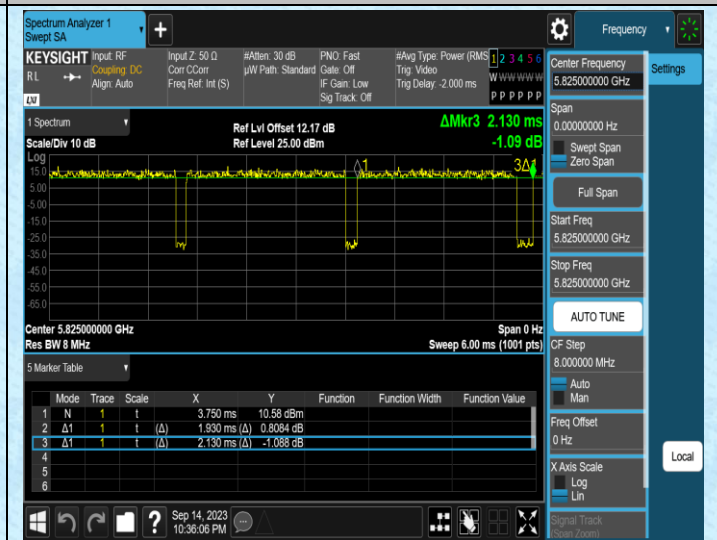 Spectrum Analyzer 1
Swept SA
+
Frequency
KEYSIGHT
RL
LXI
Input: RF
Coupling: DC
Align: Auto
Input Z: 50 Ω
Corr CCorr
Freq Ref: Int (S)
#Atten: 30 dB
µW Path: Standard
PNO: Fast
Gate: Off
IF Gain: Low
Sig Track: Off
#Avg Type: Power (RMS
Trig: Video
Trig Delay: -2.000 ms
1 2 3 4 5 6
W W W W W W
P P P P P P
1 Spectrum
Scale/Div 10 dB
Ref Lvl Offset 12.17 dB
Ref Level 25.00 dBm
ΔMkr3 2.130 ms
-1.09 dB
Log
15.0
5.00
-5.00
-15.0
-25.0
-35.0
-45.0
-55.0
-65.0
Center 5.825000000 GHz
Res BW 8 MHz
Span 0 Hz
Sweep 6.00 ms (1001 pts)
5 Marker Table
Mode Trace Scale X Y Function Function Width Function Value
1 N 1 t 3.750 ms 10.58 dBm
2 Δ1 1 t (Δ) 1.930 ms (Δ) 0.8084 dB
3 Δ1 1 t (Δ) 2.130 ms (Δ) -1.088 dB
4
5
6
Sep 14, 2023
10:36:06 PM
Center Frequency
5.825000000 GHz
Span
0.00000000 Hz
Swept Span
Zero Span
Full Span
Start Freq
5.825000000 GHz
Stop Freq
5.825000000 GHz
AUTO TUNE
CF Step
8.000000 MHz
Auto
Man
Freq Offset
0 Hz
X Axis Scale
Log
Lin
Signal Track
(Span Zoom)
Settings
Local